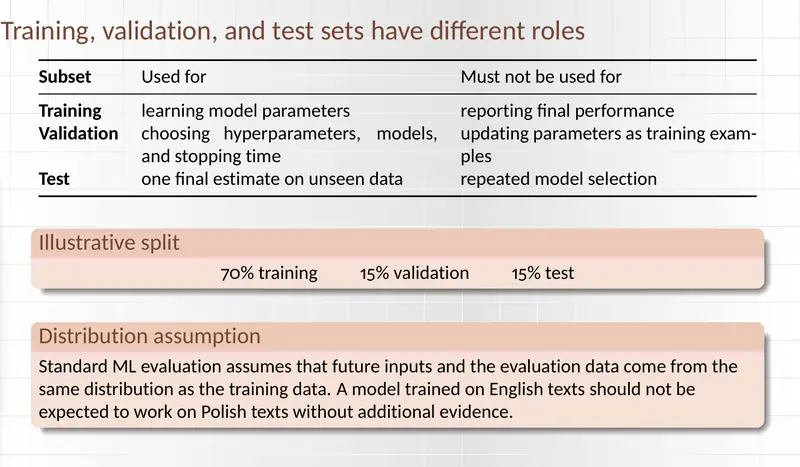 Training, validation, and test sets have different roles
Subset Used for Must not be used for
Training learning model parameters reporting final performance
Validation choosing hyperparameters, models, updating parameters as training exam-
and stopping time ples
Test one final estimate on unseen data repeated model selection
Illustrative split
70% training 15% validation 15% test
Distribution assumption
Standard ML evaluation assumes that future inputs and the evaluation data come from the
same distribution as the training data. A model trained on English texts should not be
expected to work on Polish texts without additional evidence.